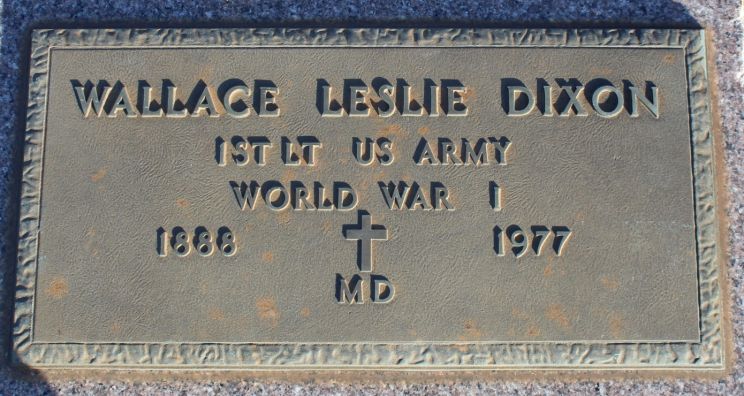 WALLACE LESLIE DIXON
1ST LT US ARMY
WORLD WAR I
1888 1977
MD